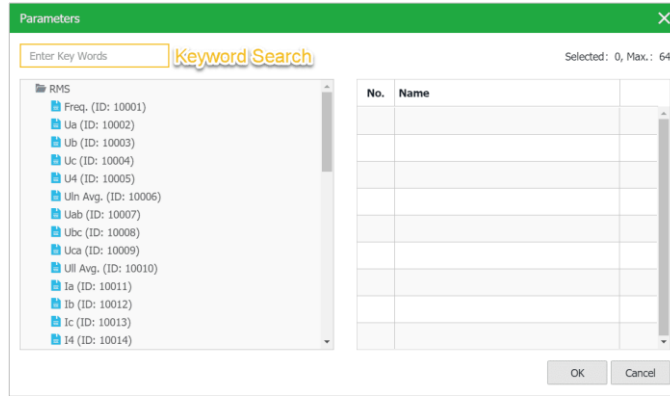 Parameters
Enter Key Words
Keyword Search
Selected: 0, Max.: 64
RMS
Freq. (ID: 10001)
Ua (ID: 10002)
Ub (ID: 10003)
Uc (ID: 10004)
U4 (ID: 10005)
Uln Avg. (ID: 10006)
Uab (ID: 10007)
Ubc (ID: 10008)
Uca (ID: 10009)
Ull Avg. (ID: 10010)
Ia (ID: 10011)
Ib (ID: 10012)
Ic (ID: 10013)
I4 (ID: 10014)
No. Name
OK Cancel